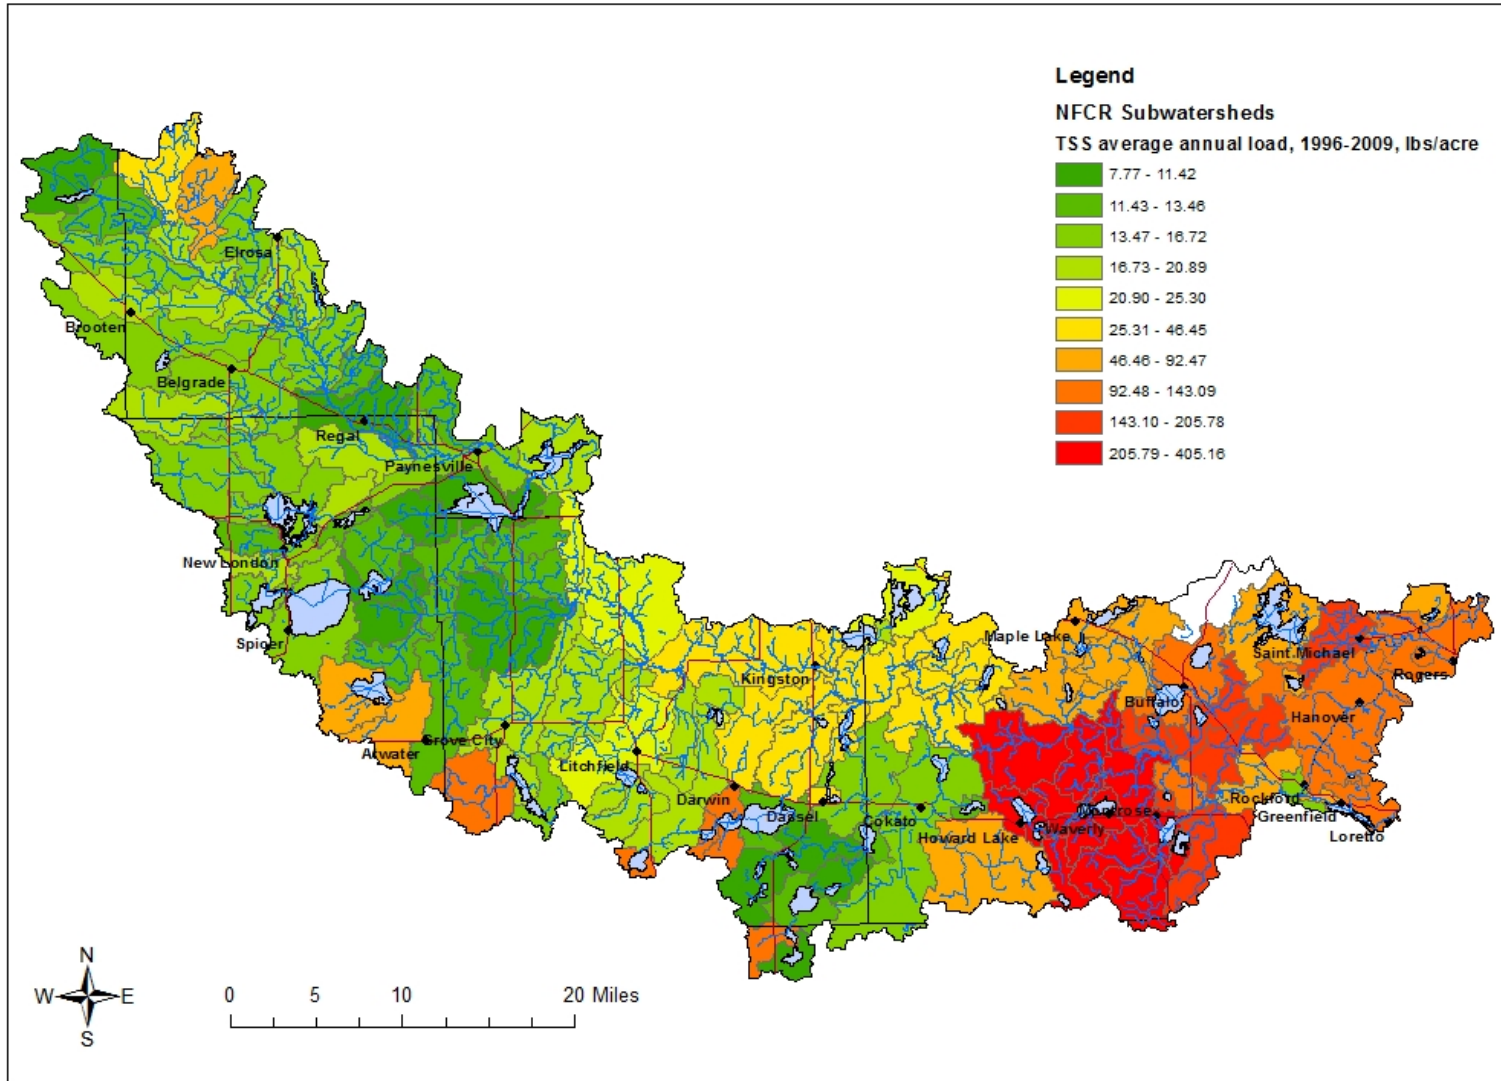 Legend
NFCR Subwatersheds
TSS average annual load, 1996-2009, lbs/acre
7.77 - 11.42
11.43 - 13.46
13.47 - 16.72
16.73 - 20.89
20.90 - 25.30
25.31 - 46.45
46.46 - 92.47
92.48 - 143.09
143.10 - 205.78
205.79 - 405.16
Elrosa
Brooten
Belgrade
Regal
Paynesville
New London
Spicer
Atwater
Grove City
Litchfield
Kingston
Darwin
Dassel
Cokato
Maple Lake
Buffalo
Saint Michael
Rogers
Hanover
Howard Lake
Waverly
Montrose
Rockford
Greenfield
Loretto
N
W
E
S
0 5 10 20 Miles